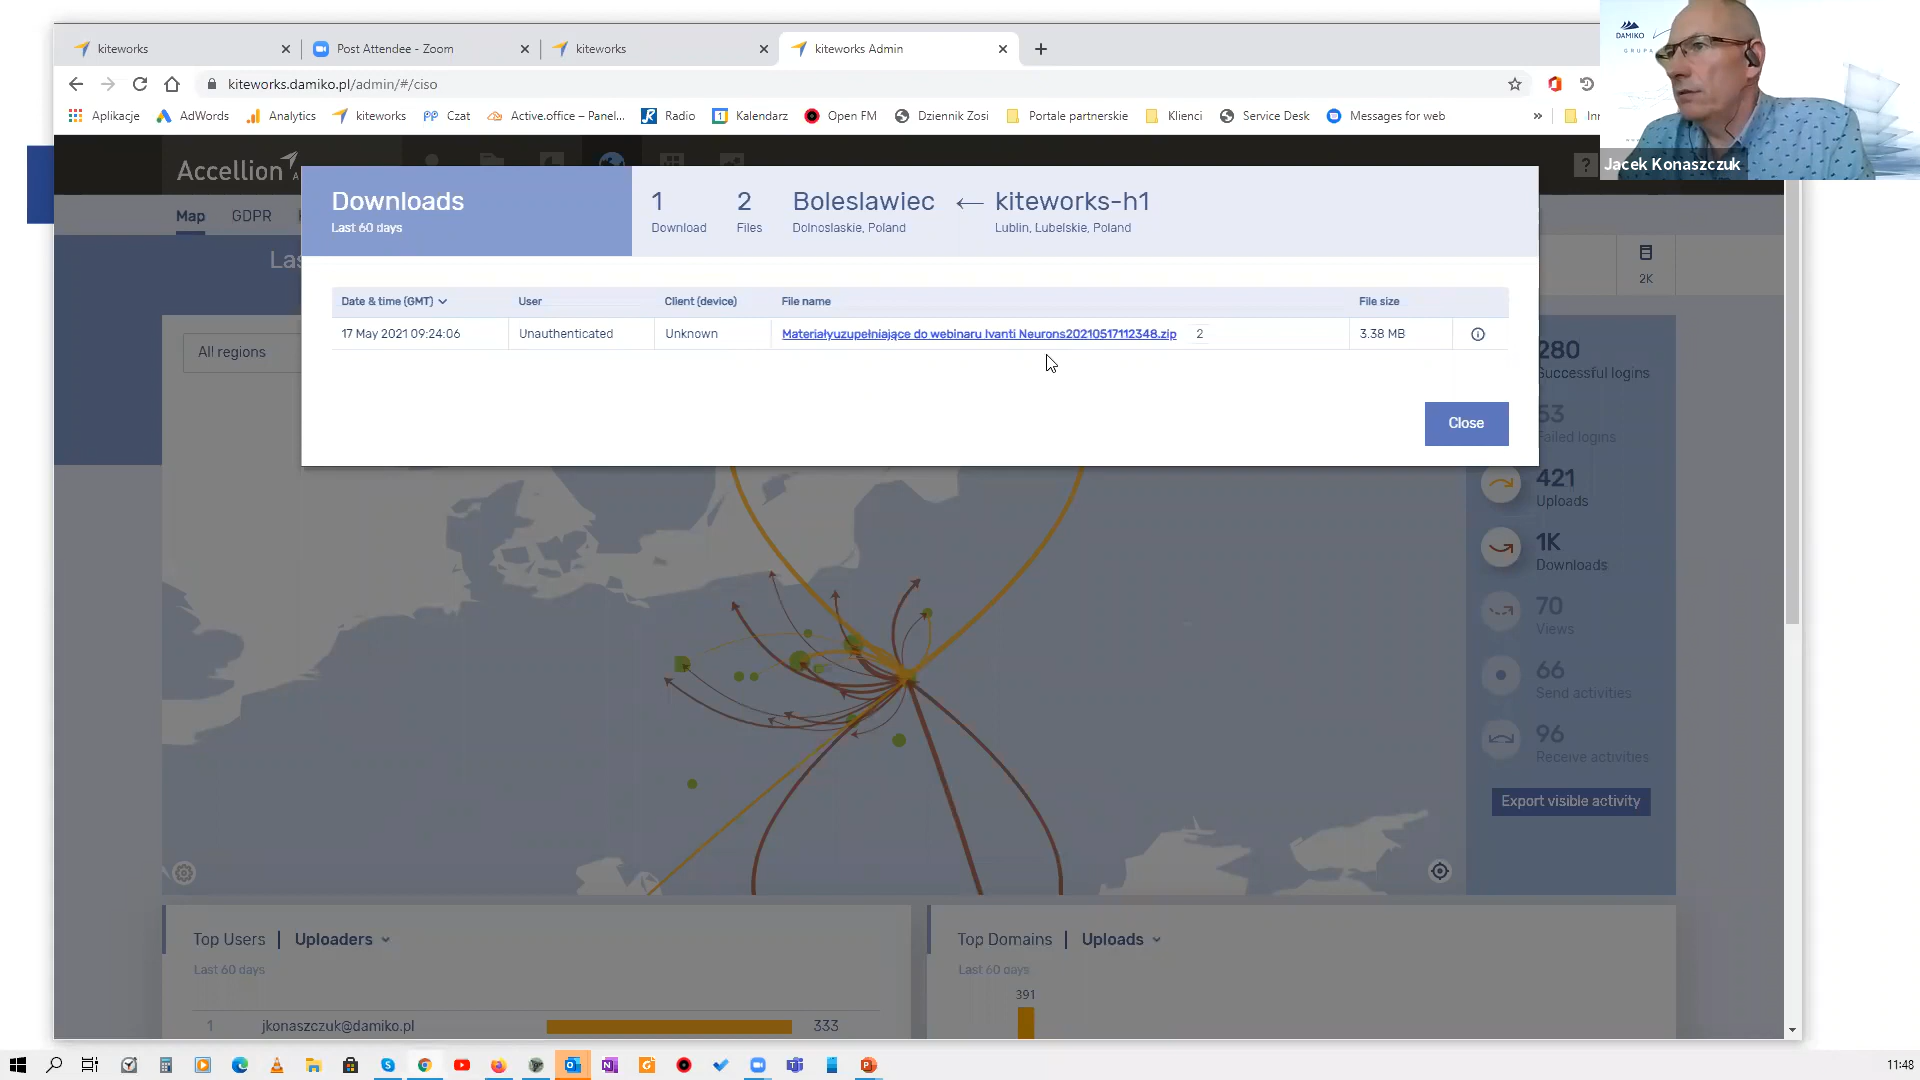 kiteworks
Post Attendee - Zoom
kiteworks
kiteworks Admin
DAMIKO
GRUPA
kiteworks.damiko.pl/admin/#/ciso
Aplikacje
AdWords
Analytics
kiteworks
Czat
Active.office – Panel...
Radio
Kalendarz
Open FM
Dziennik Zosi
Portale partnerskie
Klienci
Service Desk
Messages for web
»
Jacek Konaszczuk
Accellion
?
Map
GDPR
Downloads
Last 60 days
1
Download
2
Files
Boleslawiec
Dolnoslaskie, Poland
kiteworks-h1
Lublin, Lubelskie, Poland
2K
Date & time (GMT)
User
Client (device)
File name
File size
17 May 2021 09:24:06
Unauthenticated
Unknown
Materiałyuzupełniające do webinaru Ivanti Neurons20210517112348.zip
2
3.38 MB
Close
All regions
280
Successful logins
53
Failed logins
421
Uploads
1K
Downloads
70
Views
66
Send activities
96
Receive activities
Export visible activity
Top Users | Uploaders
Last 60 days
1
jkonaszczuk@damiko.pl
333
Top Domains | Uploads
Last 60 days
391
11:48